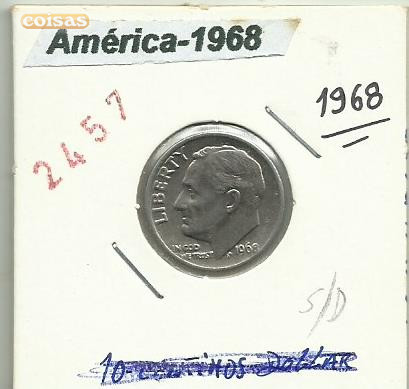 coisas
América-1968
2457
1968
LIBERTY
IN GOD
WE TRUST
1968
S/D
10 centimos Dollar